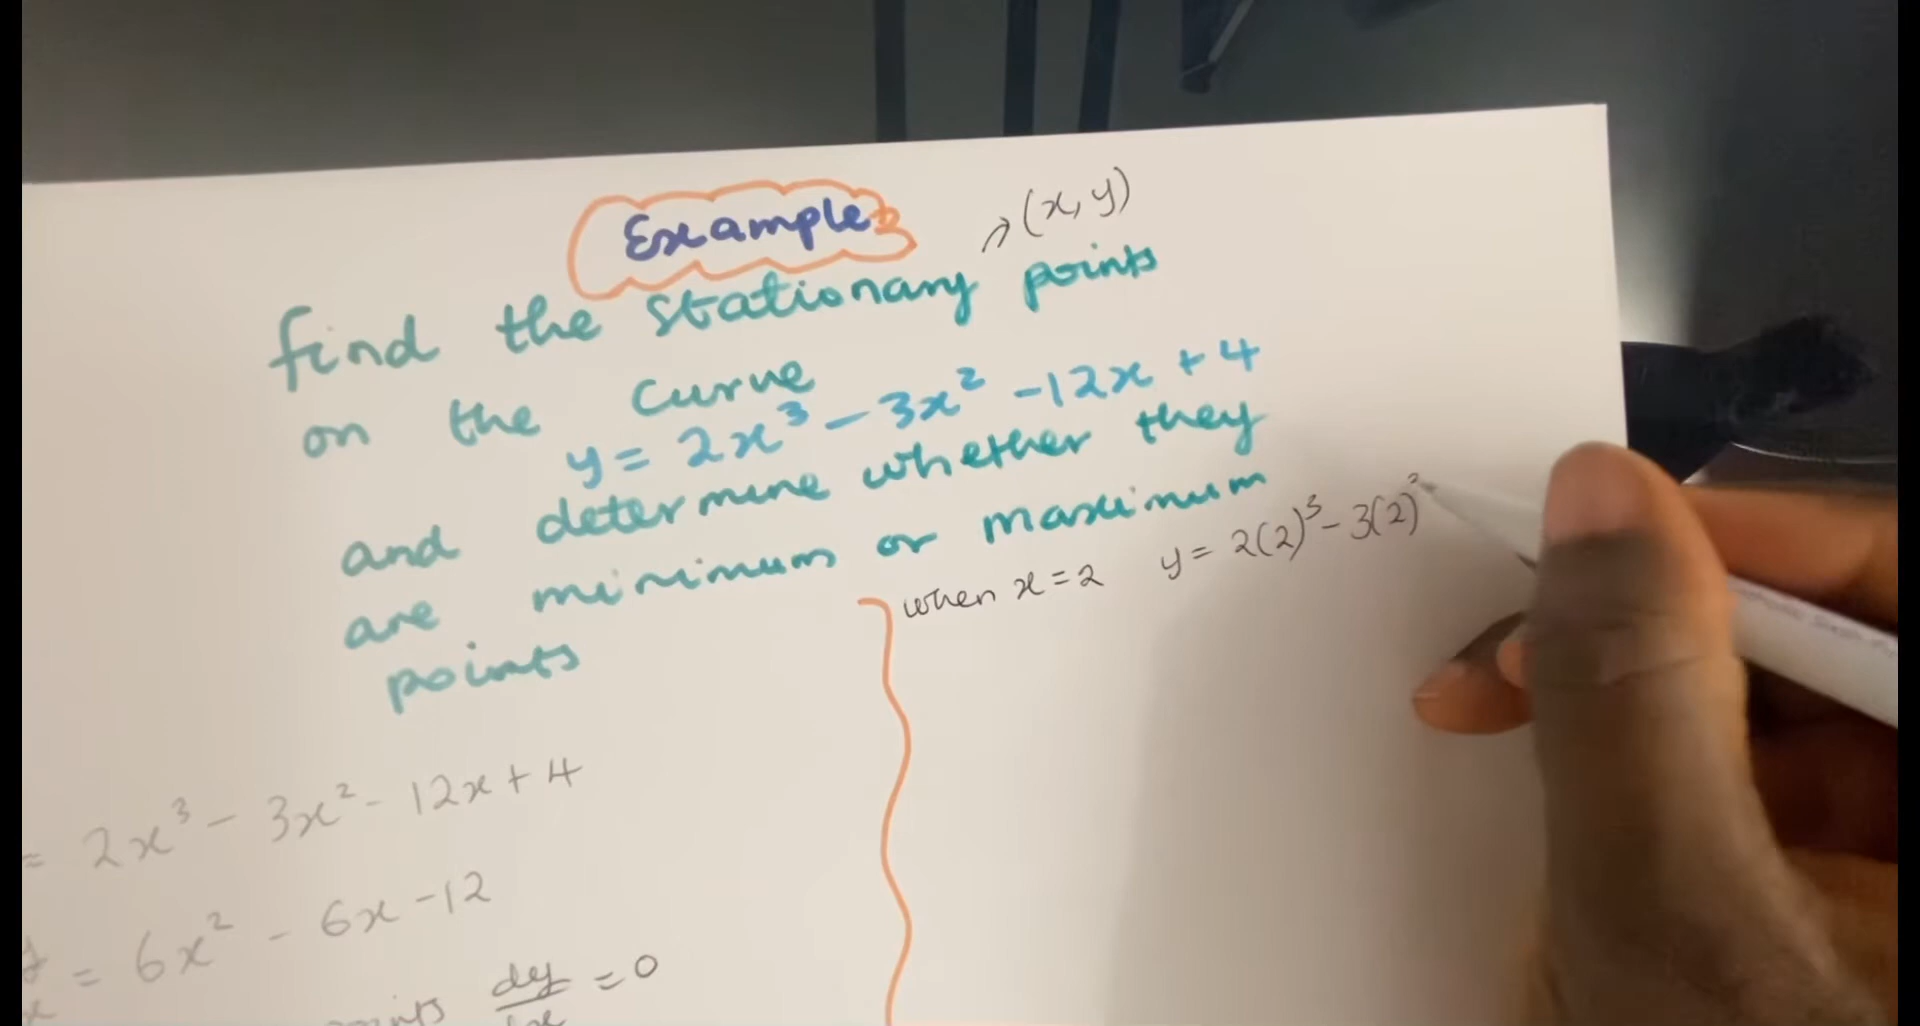 Example
→(x, y)
find the stationary points
on the curve
y = 2x³ - 3x² - 12x + 4
and determine whether they
are minimum or maximum
points
when x = 2 y = 2(2)³ - 3(2)²
= 2x³ - 3x² - 12x + 4
= 6x² - 6x - 12
dy/dx = 0